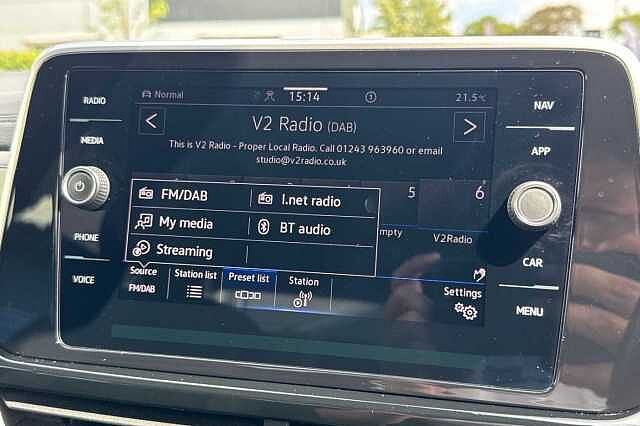 RADIO
MEDIA
PHONE
VOICE
Normal
15:14
21.5°C
V2 Radio (DAB)
This is V2 Radio - Proper Local Radio. Call 01243 963960 or email
studio@v2radio.co.uk
FM/DAB
I.net radio
My media
BT audio
Streaming
5
6
mpty
V2Radio
Source
FM/DAB
Station list
Preset list
Station
Settings
NAV
APP
CAR
MENU